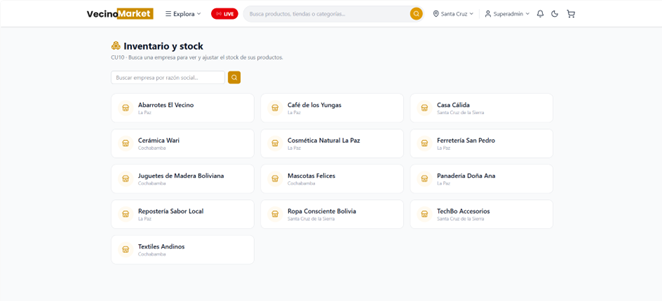 VecinoMarket
Explora
LIVE
Busca productos, tiendas o categorías...
Santa Cruz
Superadmin
Inventario y stock
CU10 · Busca una empresa para ver y ajustar el stock de sus productos.
Buscar empresa por razón social...
Abarrotes El Vecino
La Paz
Café de los Yungas
La Paz
Casa Cálida
Santa Cruz de la Sierra
Cerámica Wari
Cochabamba
Cosmética Natural La Paz
La Paz
Ferretería San Pedro
La Paz
Juguetes de Madera Boliviana
Cochabamba
Mascotas Felices
Cochabamba
Panadería Doña Ana
La Paz
Repostería Sabor Local
La Paz
Ropa Consciente Bolivia
Santa Cruz de la Sierra
TechBo Accesorios
Santa Cruz de la Sierra
Textiles Andinos
Cochabamba